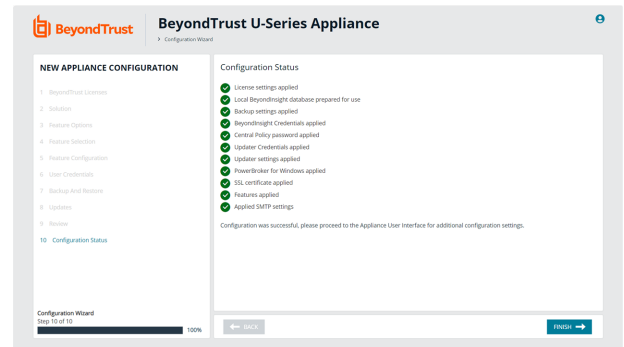 BeyondTrust
BeyondTrust U-Series Appliance
> Configuration Wizard
NEW APPLIANCE CONFIGURATION
1 BeyondTrust Licenses
2 Solution
3 Feature Options
4 Feature Selection
5 Feature Configuration
6 User Credentials
7 Backup And Restore
8 Updates
9 Review
10 Configuration Status
Configuration Wizard
Step 10 of 10
100%
Configuration Status
License settings applied
Local BeyondInsight database prepared for use
Backup settings applied
BeyondInsight Credentials applied
Central Policy password applied
Updater Credentials applied
Updater settings applied
PowerBroker for Windows applied
SSL certificate applied
Features applied
Applied SMTP settings
Configuration was successful, please proceed to the Appliance User Interface for additional configuration settings.
BACK
FINISH